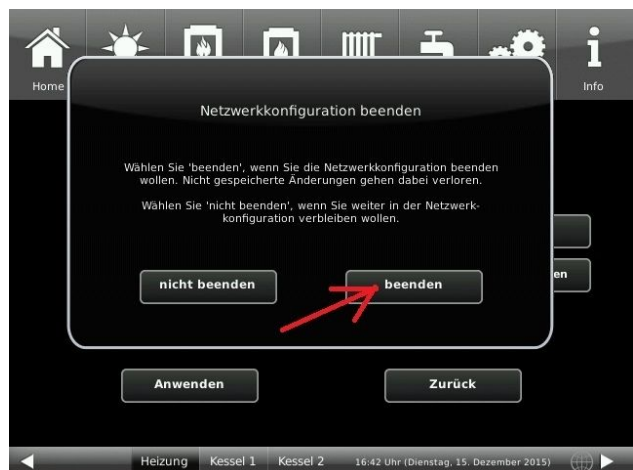 Home
Info
Netzwerkkonfiguration beenden
Wählen Sie 'beenden', wenn Sie die Netzwerkkonfiguration beenden
wollen. Nicht gespeicherte Änderungen gehen dabei verloren.
Wählen Sie 'nicht beenden', wenn Sie weiter in der Netzwerk-
konfiguration verbleiben wollen.
en
nicht beenden
beenden
Anwenden
Zurück
Heizung Kessel 1 Kessel 2 16:42 Uhr (Dienstag, 15. Dezember 2015)